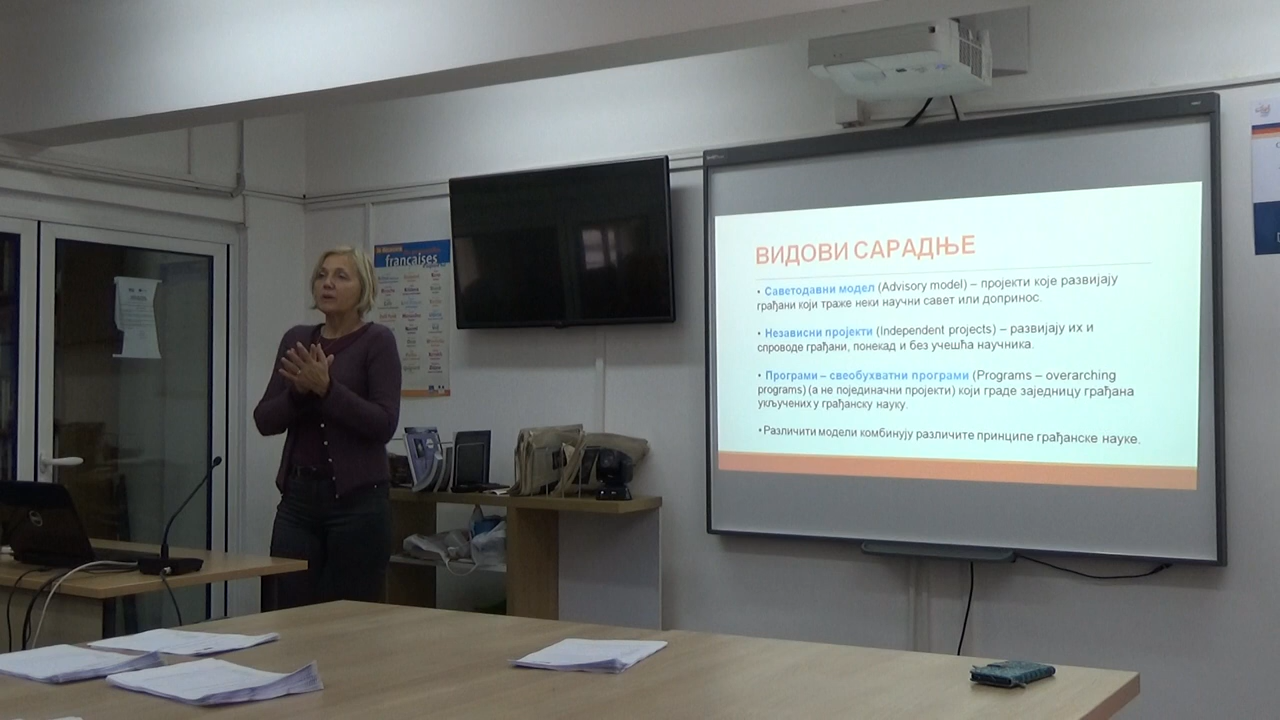 françaises
ВИДОВИ САРАДЊЕ
• Саветодавни модел (Advisory model) – пројекти које развијају
грађани који траже неки научни савет или допринос.
• Независни пројекти (Independent projects) – развијају их и
спроводе грађани, понекад и без учешћа научника.
• Програми – свеобухватни програми (Programs – overarching
programs) (а не појединачни пројекти) који граде заједницу грађана
укључених у грађанску науку.
• Различити модели комбинују различите принципе грађанске науке.